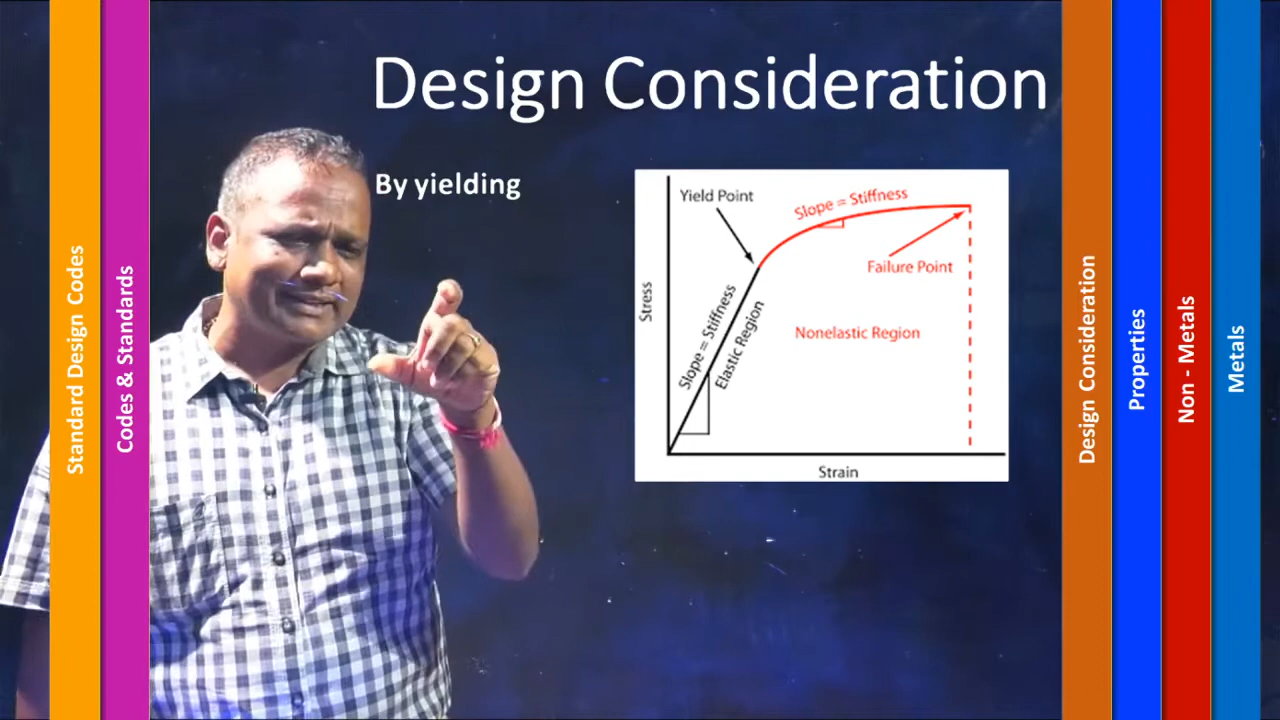 Design Consideration
By yielding
Yield Point
Slope = Stiffness
Failure Point
Stress
Slope = Stiffness
Elastic Region
Nonelastic Region
Strain
Standard Design Codes
Codes & Standards
Design Consideration
Properties
Non - Metals
Metals